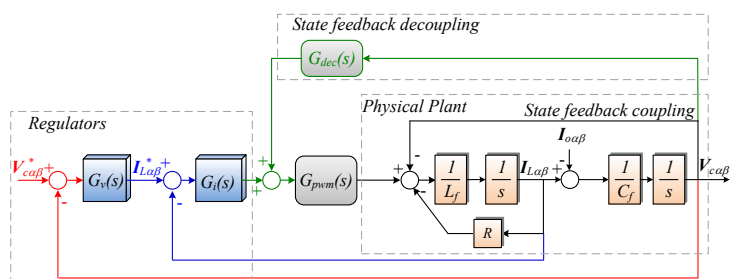 State feedback decoupling
G_dec(s)
Physical Plant
State feedback coupling
Regulators
I_oαβ
V_cαβ^* + - G_v(s) I_Lαβ^* + - G_i(s) + + G_pwm(s) + - - 1/L_f 1/s I_Lαβ + - 1/C_f 1/s V_cαβ
R